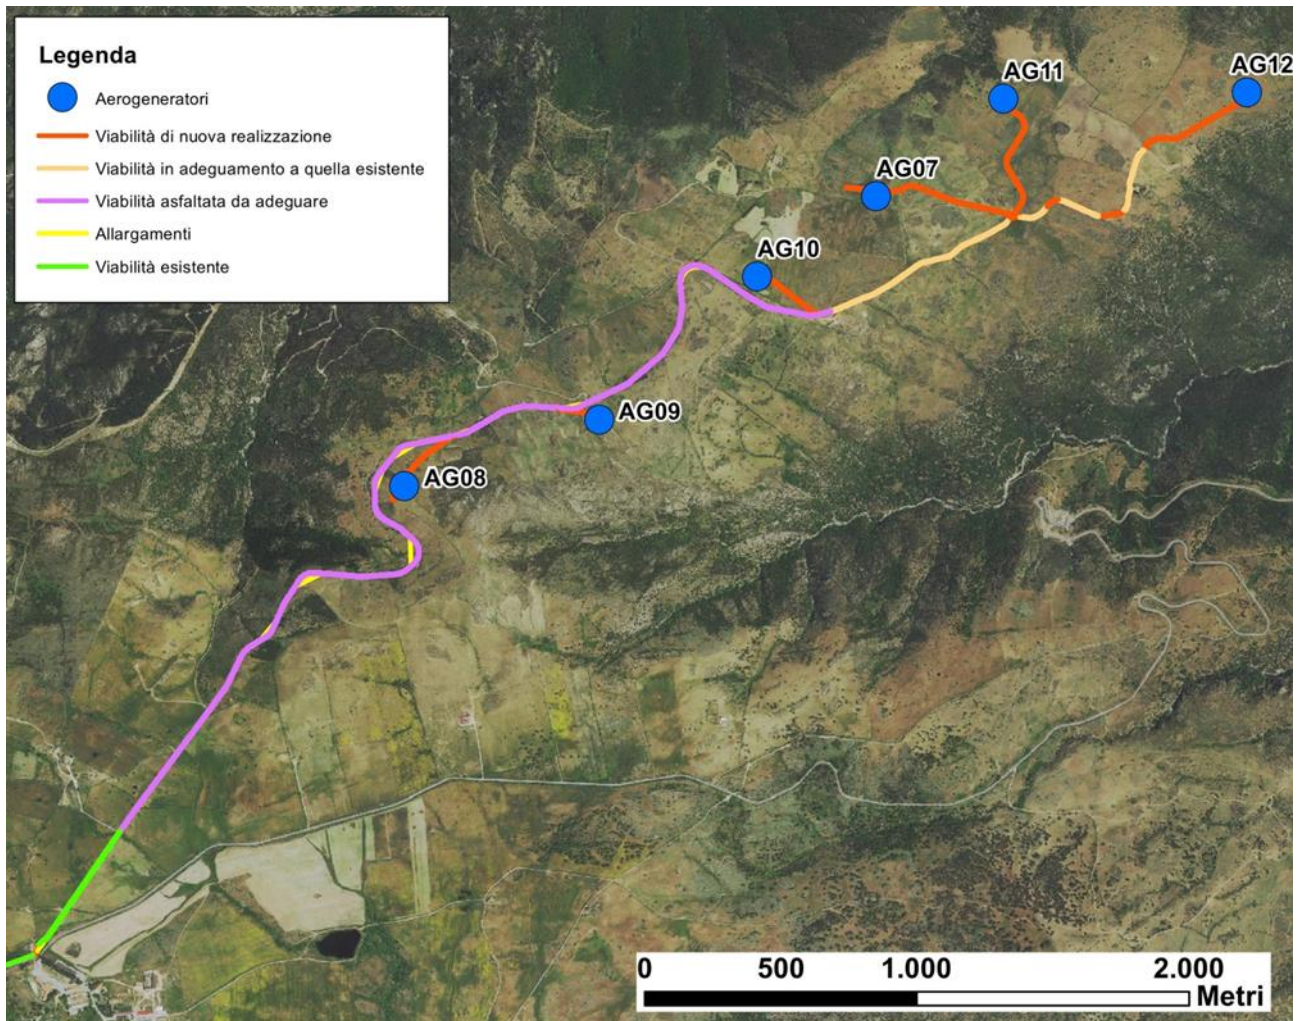 Legenda
Aerogeneratori
Viabilità di nuova realizzazione
Viabilità in adeguamento a quella esistente
Viabilità asfaltata da adeguare
Allargamenti
Viabilità esistente
AG12
AG11
AG07
AG10
AG09
AG08
0 500 1.000 2.000
Metri